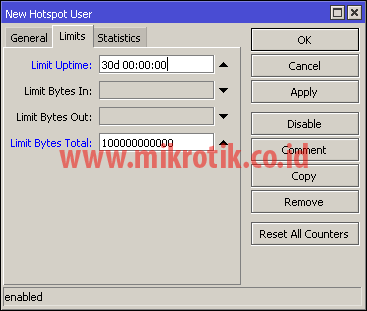 New Hotspot User
General
Limits
Statistics
Limit Uptime: 30d 00:00:00
Limit Bytes In:
Limit Bytes Out:
Limit Bytes Total: 100000000000
OK
Cancel
Apply
Disable
Comment
Copy
Remove
Reset All Counters
www.mikrotik.co.id
enabled